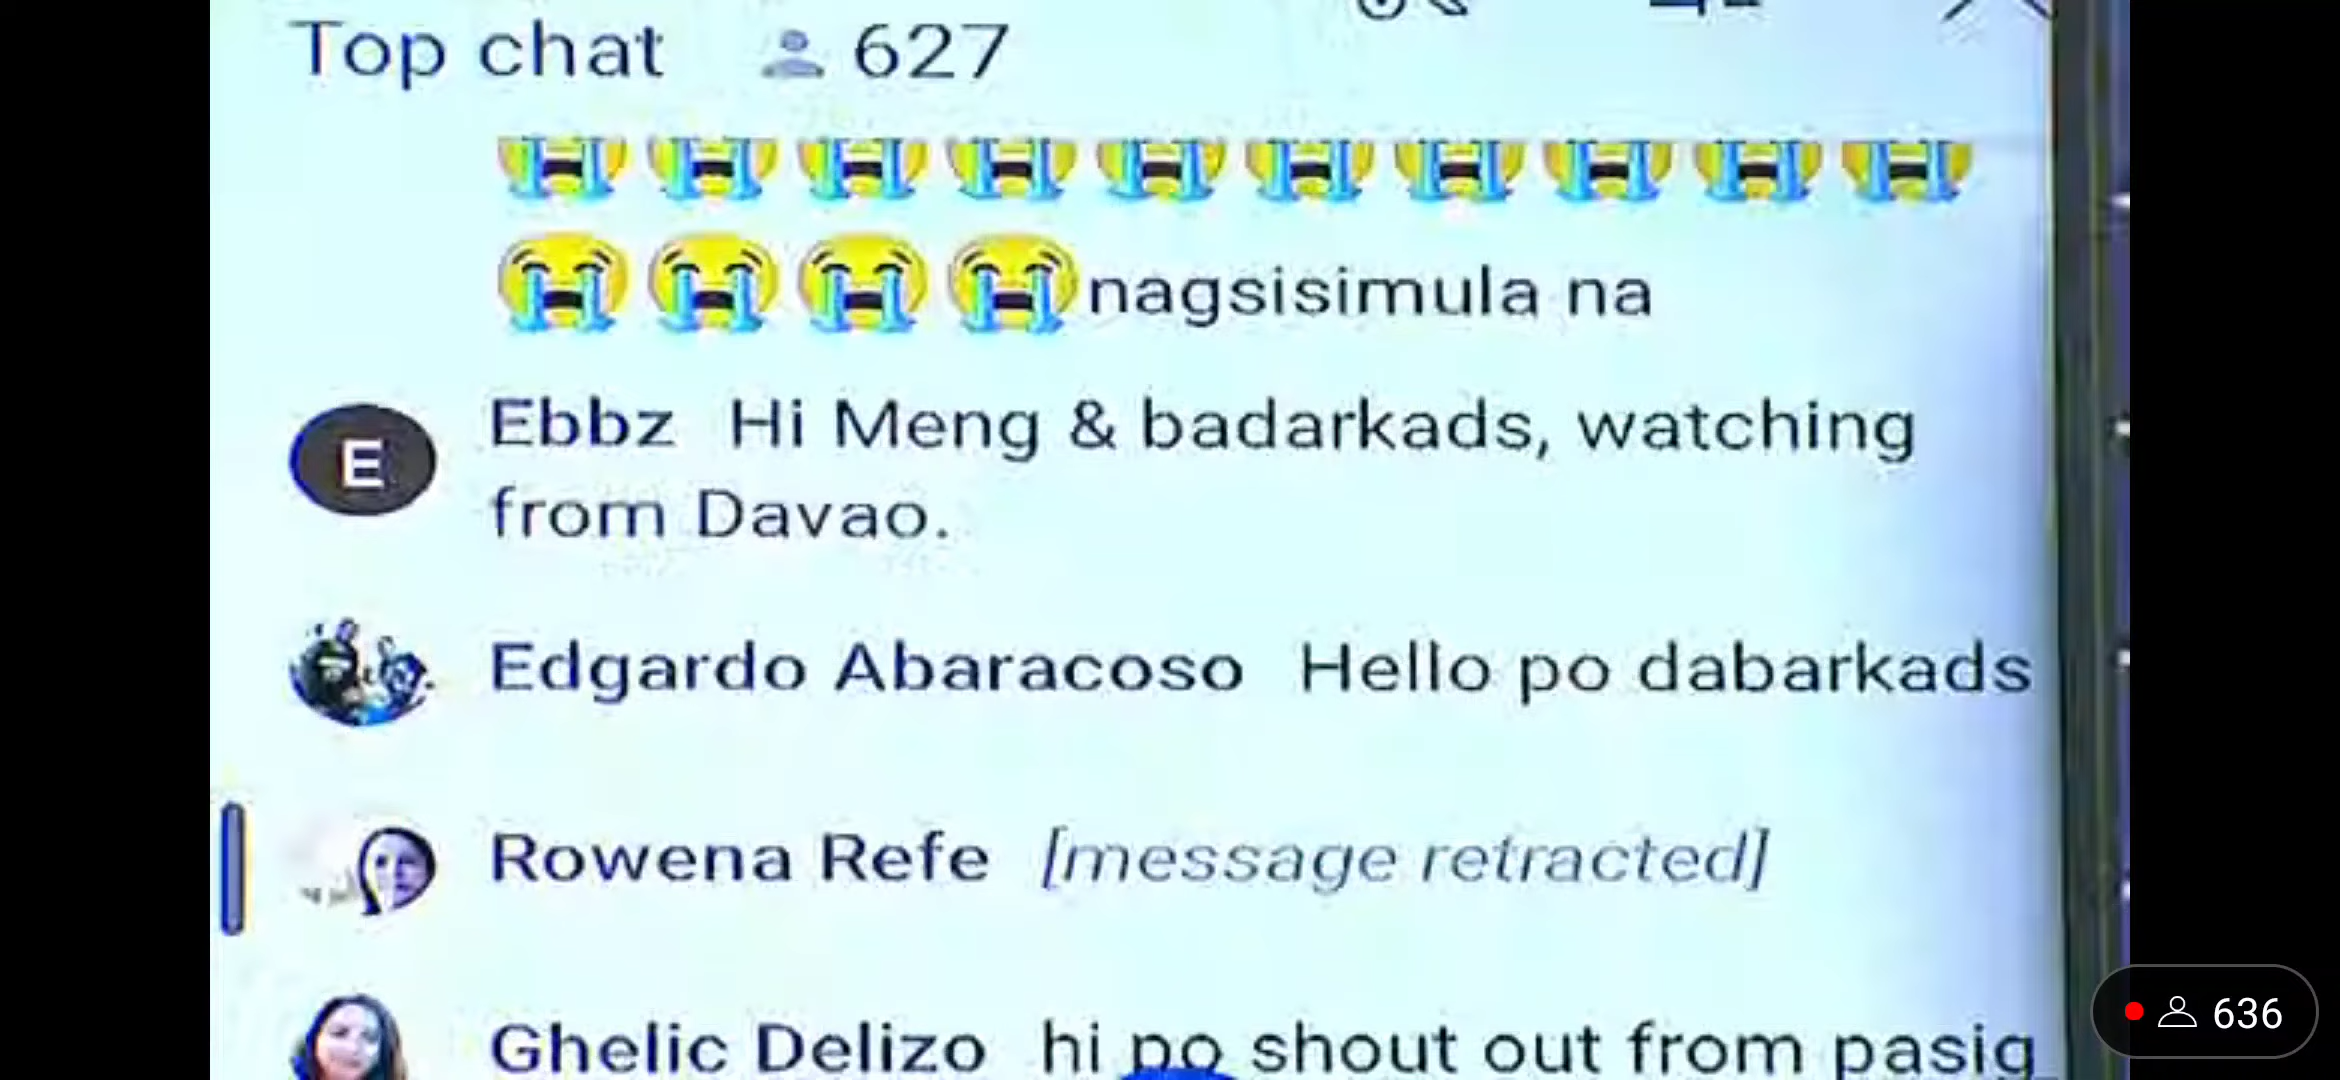 Top chat 627
😭😭😭😭😭😭😭😭😭😭
😭😭😭😭nagsisimula na
E
Ebbz Hi Meng & badarkads, watching
from Davao.
Edgardo Abaracoso Hello po dabarkads
Rowena Refe [message retracted]
Ghelic Delizo hi po shout out from pasig
636